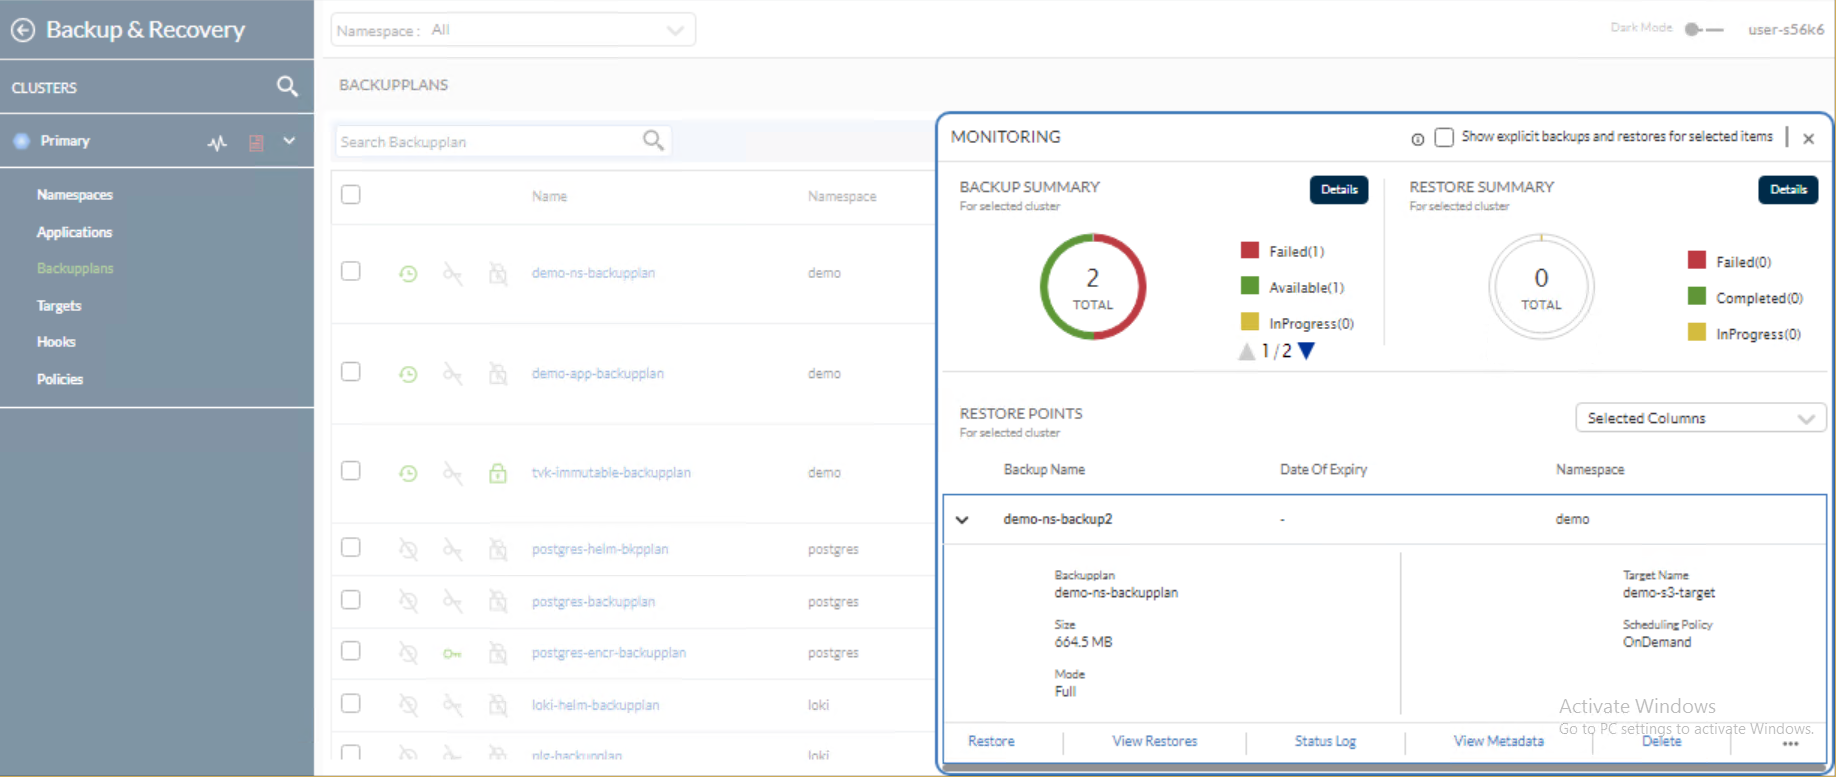 Backup & Recovery
Namespace : All
Dark Mode
user-s56k6
CLUSTERS
BACKUPPLANS
Primary
Search Backupplan
Namespaces
Applications
Backupplans
Targets
Hooks
Policies
Name Namespace
demo-ns-backupplan demo
demo-app-backupplan demo
tvk-immutable-backupplan demo
postgres-helm-bkpplan postgres
postgres-backupplan postgres
postgres-encr-backupplan postgres
loki-helm-backupplan loki
plg-backupplan loki
MONITORING
Show explicit backups and restores for selected items
BACKUP SUMMARY
For selected cluster
Details
2
TOTAL
Failed(1)
Available(1)
InProgress(0)
1 / 2
RESTORE SUMMARY
For selected cluster
Details
0
TOTAL
Failed(0)
Completed(0)
InProgress(0)
RESTORE POINTS
For selected cluster
Selected Columns
Backup Name Date Of Expiry Namespace
demo-ns-backup2 - demo
Backupplan
demo-ns-backupplan
Size
664.5 MB
Mode
Full
Target Name
demo-s3-target
Scheduling Policy
OnDemand
Activate Windows
Go to PC settings to activate Windows.
Restore View Restores Status Log View Metadata Delete ...